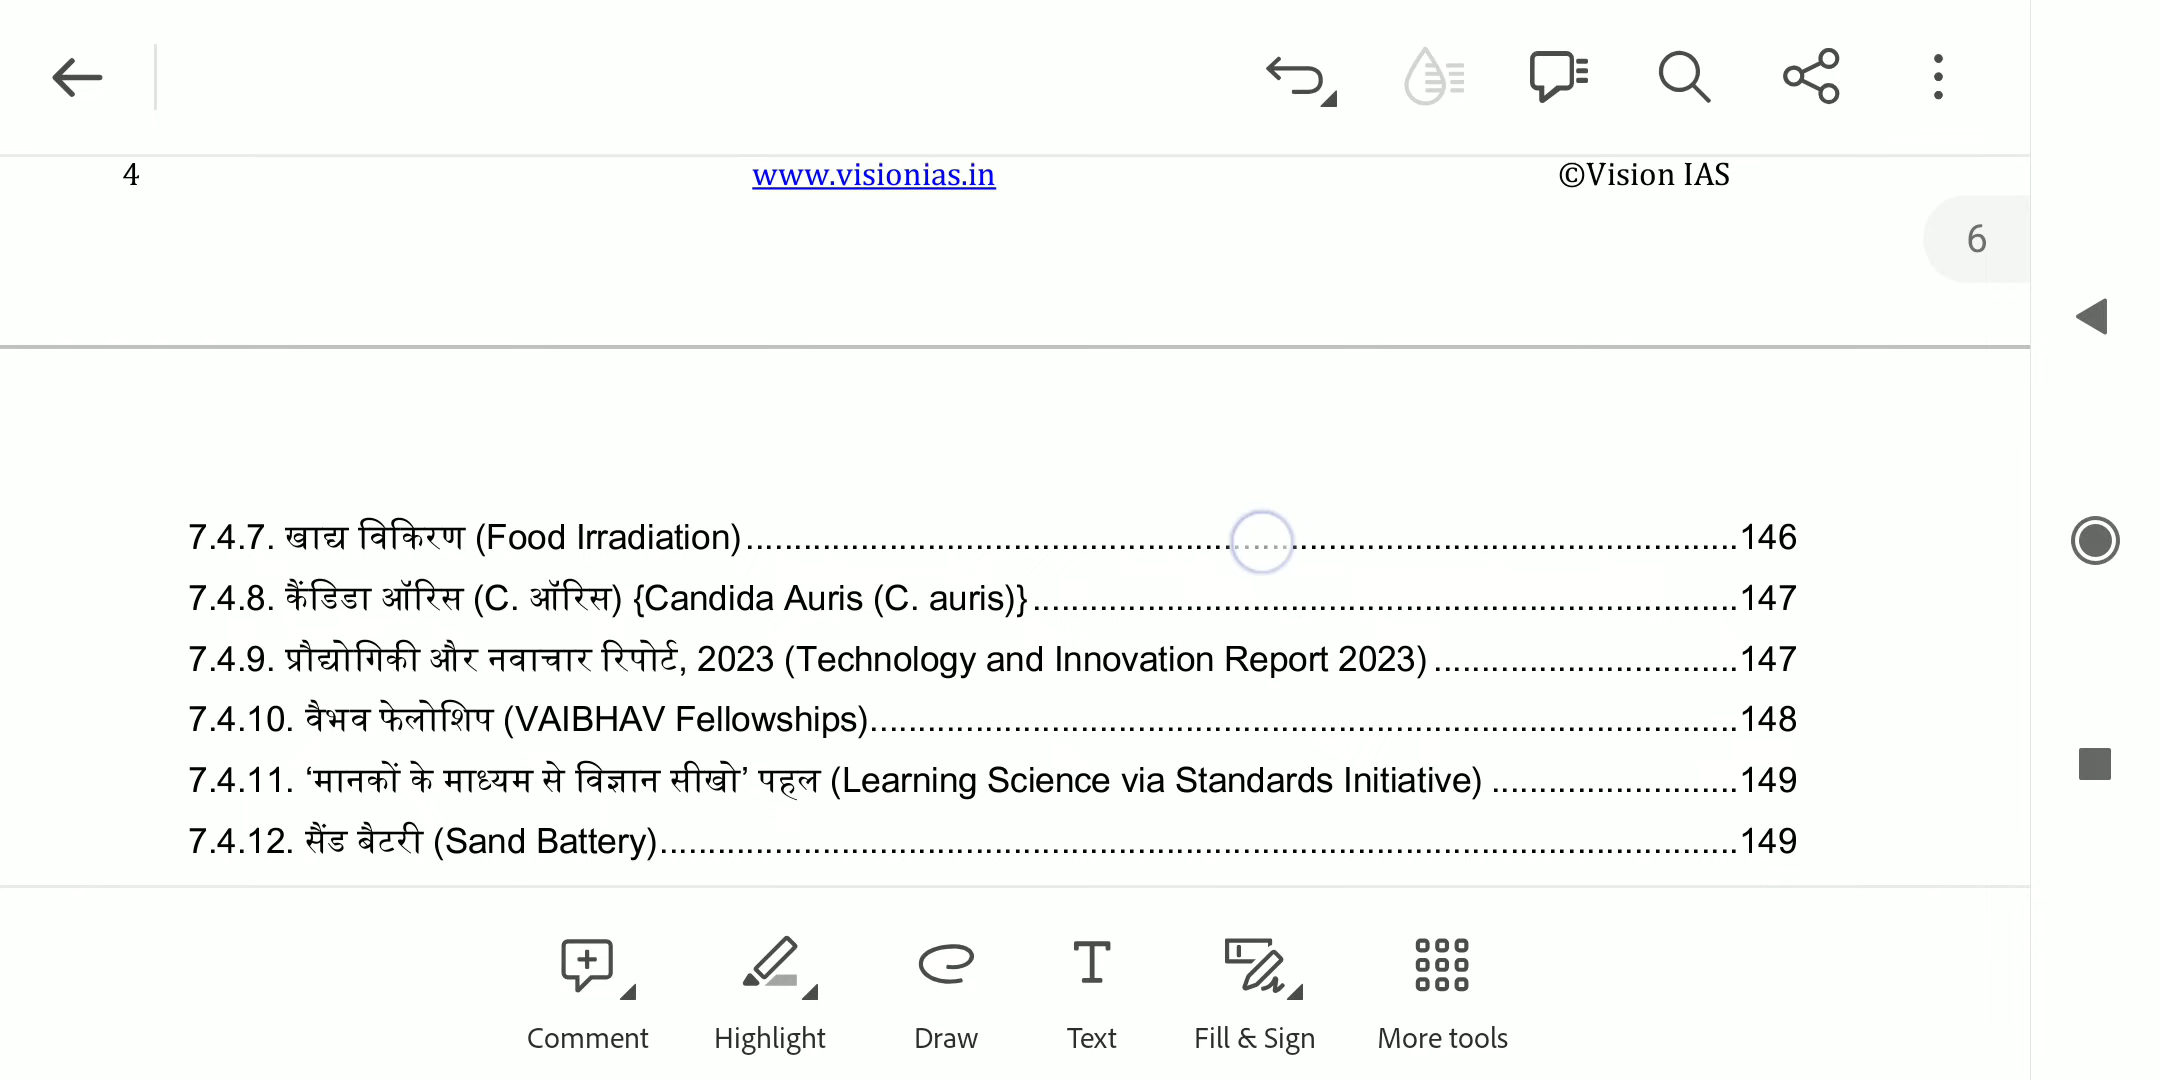 4 www.visionias.in ©Vision IAS
6
7.4.7. खाद्य विकिरण (Food Irradiation)........................................................................................................146
7.4.8. कैंडिडा ऑरिस (C. ऑरिस) {Candida Auris (C. auris)}..........................................................................147
7.4.9. प्रौद्योगिकी और नवाचार रिपोर्ट, 2023 (Technology and Innovation Report 2023)................................147
7.4.10. वैभव फेलोशिप (VAIBHAV Fellowships)...........................................................................................148
7.4.11. ‘मानकों के माध्यम से विज्ञान सीखो’ पहल (Learning Science via Standards Initiative)..........................149
7.4.12. सैंड बैटरी (Sand Battery).................................................................................................................149
Comment Highlight Draw Text Fill & Sign More tools